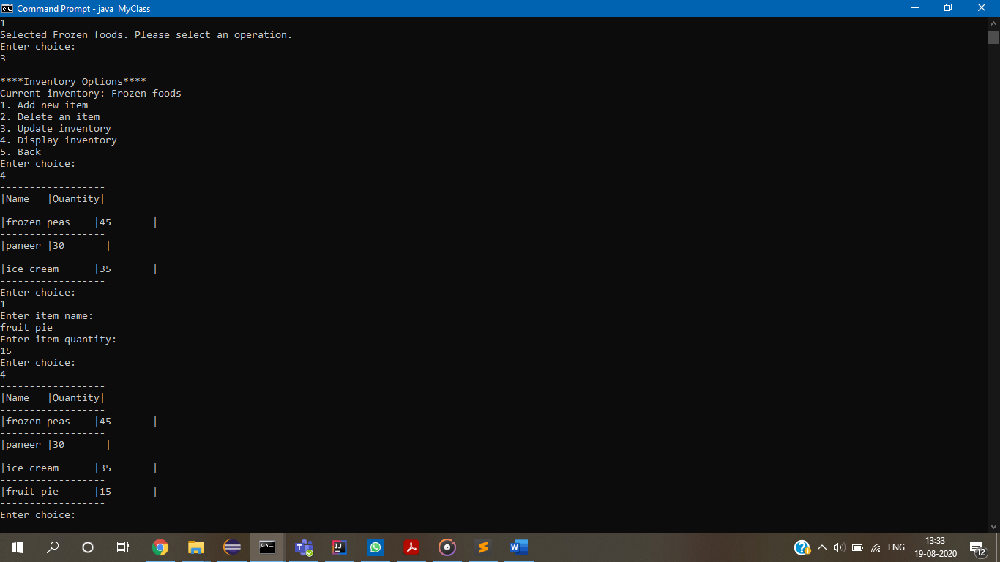 Command Prompt - java  MyClass
1
Selected Frozen foods. Please select an operation.
Enter choice:
3
****Inventory Options****
Current inventory: Frozen foods
1. Add new item
2. Delete an item
3. Update inventory
4. Display inventory
5. Back
Enter choice:
4
------------------
|Name   |Quantity|
------------------
|frozen peas    |45       |
------------------
|paneer |30       |
------------------
|ice cream      |35       |
------------------
Enter choice:
1
Enter item name:
fruit pie
Enter item quantity:
15
Enter choice:
4
------------------
|Name   |Quantity|
------------------
|frozen peas    |45       |
------------------
|paneer |30       |
------------------
|ice cream      |35       |
------------------
|fruit pie      |15       |
------------------
Enter choice:
ENG
13:33
19-08-2020
12